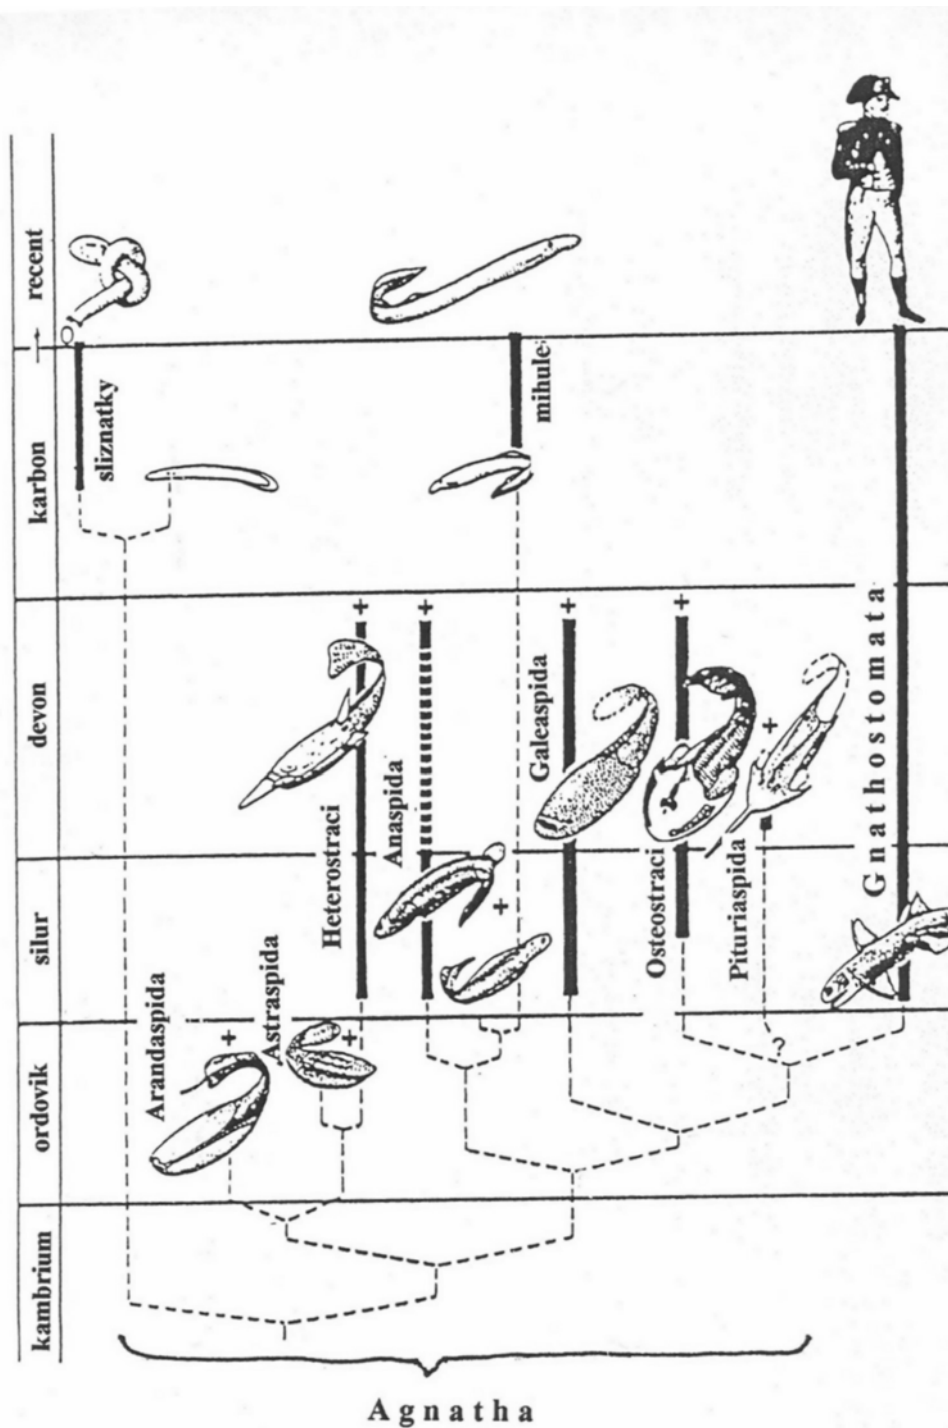 recent
karbon
devon
silur
ordovik
kambrium
sliznatky
mihule
Heterostraci
Anaspida
Galeaspida
Osteostraci
Pituriaspida
Gnathostomata
Arandaspida
Astraspida
+
+
+
+
+
+
+
+
?
Agnatha